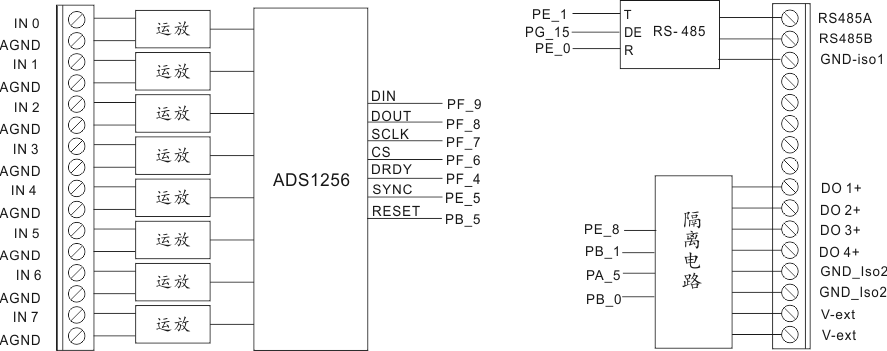 IN 0
AGND
IN 1
AGND
IN 2
AGND
IN 3
AGND
IN 4
AGND
IN 5
AGND
IN 6
AGND
IN 7
AGND
运放
运放
运放
运放
运放
运放
运放
运放
ADS1256
DIN PF_9
DOUT PF_8
SCLK PF_7
CS PF_6
DRDY PF_4
SYNC PE_5
RESET PB_5
PE_1 T
PG_15 DE
PE_0 R
RS-485
RS485A
RS485B
GND-iso1
PE_8
PB_1
PA_5
PB_0
隔离电路
DO 1+
DO 2+
DO 3+
DO 4+
GND_Iso2
GND_Iso2
V-ext
V-ext